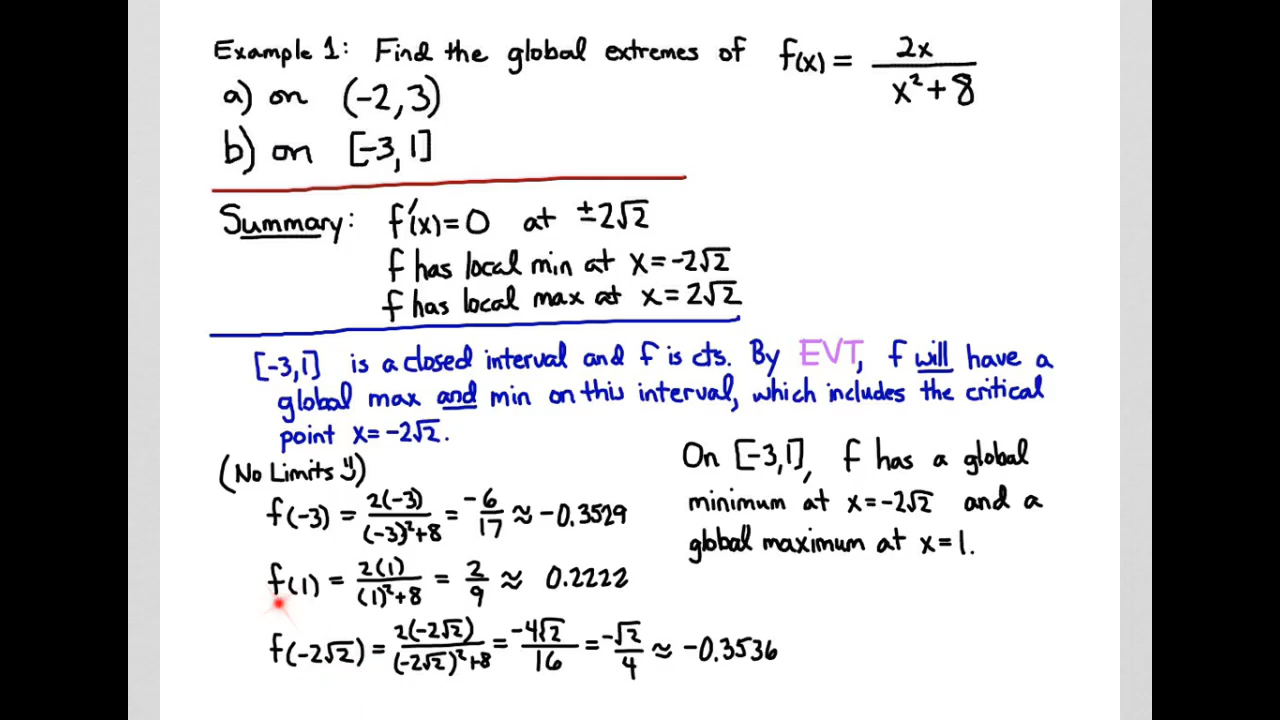 Example 1: Find the global extremes of f(x) = 2x / (x² + 8)
a) on (-2, 3)
b) on [-3, 1]
Summary: f'(x) = 0 at ±2√2
f has local min at x = -2√2
f has local max at x = 2√2
[-3, 1] is a closed interval and f is cts. By EVT, f will have a
global max and min on this interval, which includes the critical
point x = -2√2.
(No Limits )
f(-3) = 2(-3) / ((-3)² + 8) = -6/17 ≈ -0.3529
f(1) = 2(1) / ((1)² + 8) = 2/9 ≈ 0.2222
f(-2√2) = 2(-2√2) / ((-2√2)² + 8) = -4√2 / 16 = -√2 / 4 ≈ -0.3536
On [-3, 1], f has a global
minimum at x = -2√2 and a
global maximum at x = 1.